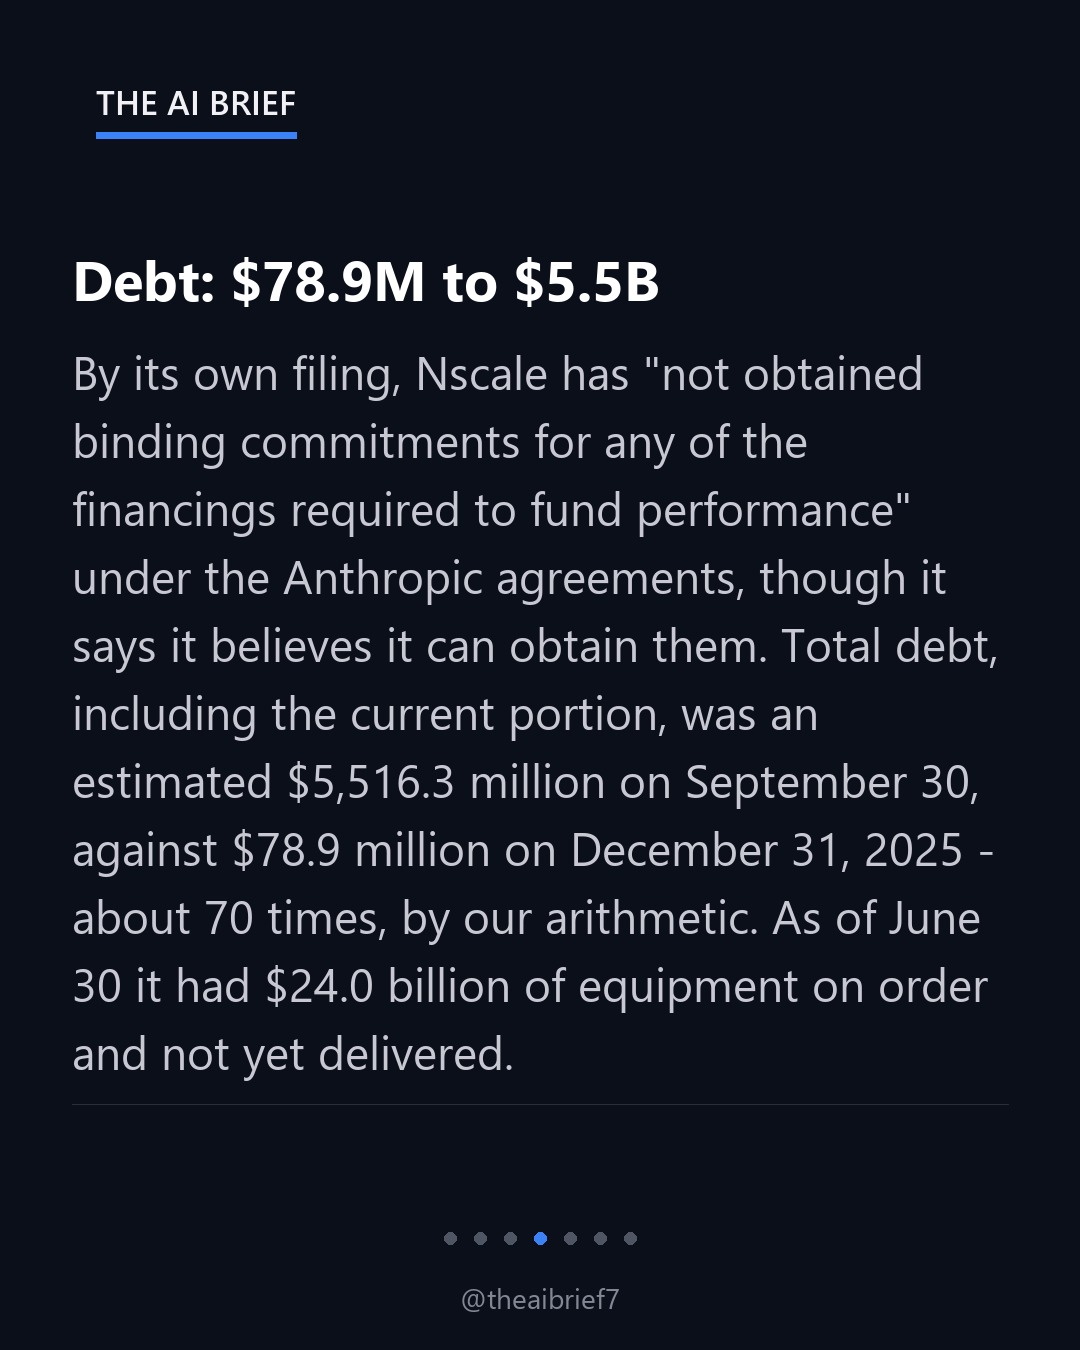 THE AI BRIEF
Debt: $78.9M to $5.5B
By its own filing, Nscale has "not obtained
binding commitments for any of the
financings required to fund performance"
under the Anthropic agreements, though it
says it believes it can obtain them. Total debt,
including the current portion, was an
estimated $5,516.3 million on September 30,
against $78.9 million on December 31, 2025 -
about 70 times, by our arithmetic. As of June
30 it had $24.0 billion of equipment on order
and not yet delivered.
@theaibrief7